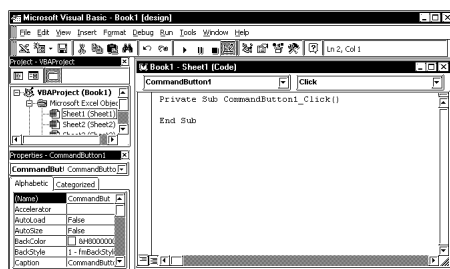 Microsoft Visual Basic - Book1 [design]
File Edit View Insert Format Debug Run Tools Window Help
Ln 2, Col 1
Project - VBAProject
VBAProject (Book1)
Microsoft Excel Objec
Sheet1 (Sheet1)
Sheet2 (Sheet2)
Properties - CommandButton1
CommandBut CommandButto
Alphabetic Categorized
(Name) CommandBut
Accelerator
AutoLoad False
AutoSize False
BackColor &H8000000
BackStyle 1 - fmBackStyl
Caption CommandButt
Book1 - Sheet1 (Code)
CommandButton1 Click
Private Sub CommandButton1_Click()
End Sub